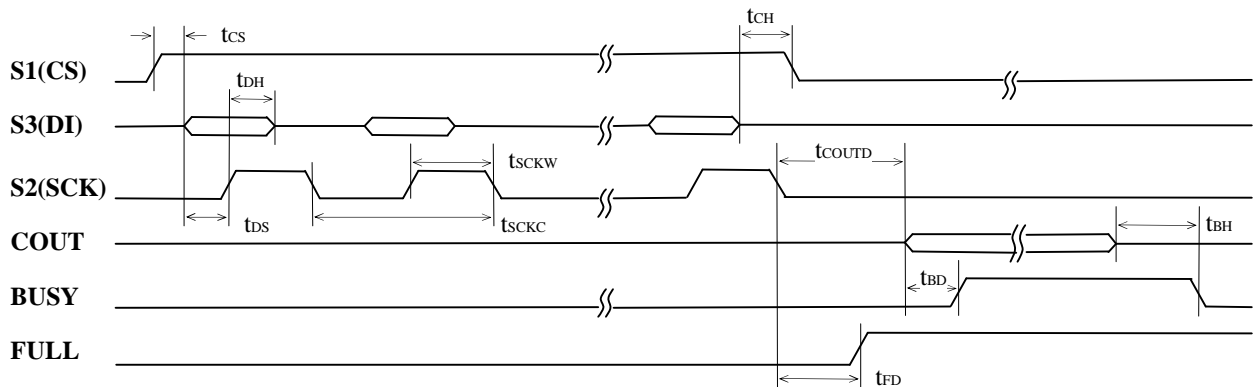 tCS
tCH
S1(CS)
tDH
S3(DI)
tSCKW
tCOUTD
S2(SCK)
tDS
tSCKC
COUT
tBH
BUSY
tBD
FULL
tFD